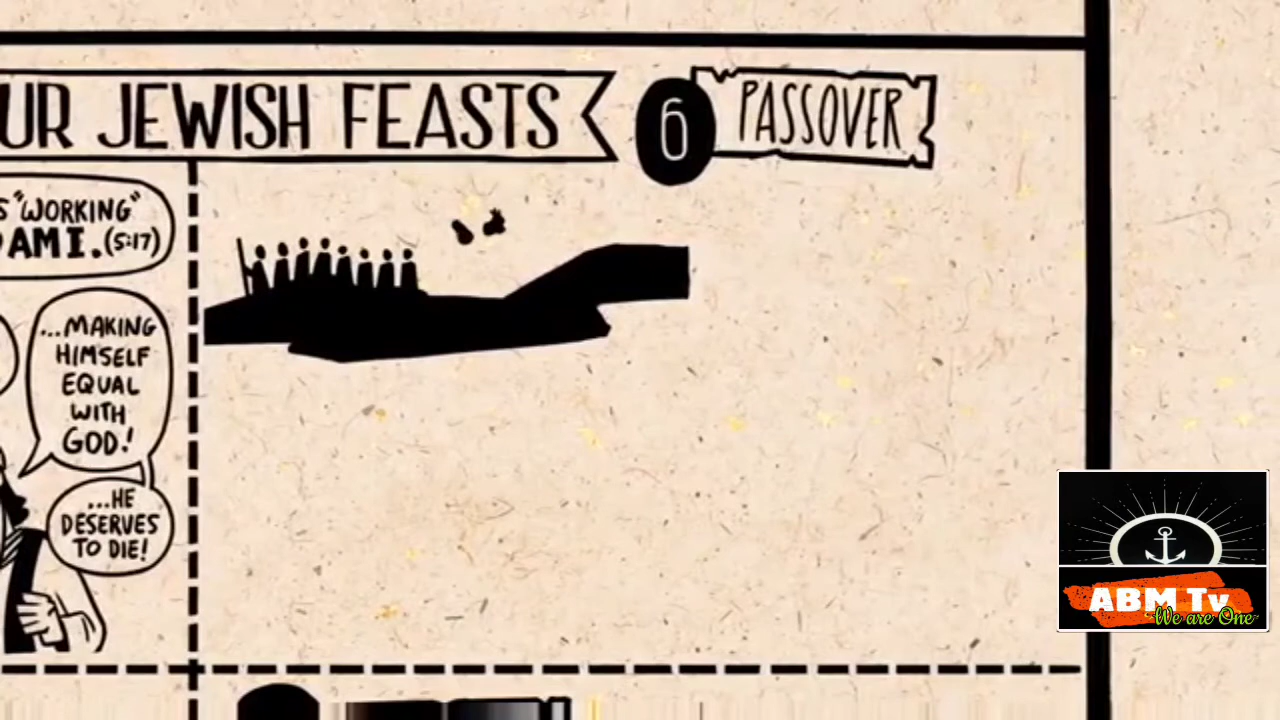 UR JEWISH FEASTS
6 PASSOVER
S "WORKING"
AM I. (5:17)
...MAKING
HIMSELF
EQUAL
WITH
GOD!
...HE
DESERVES
TO DIE!
ABM Tv
We are One